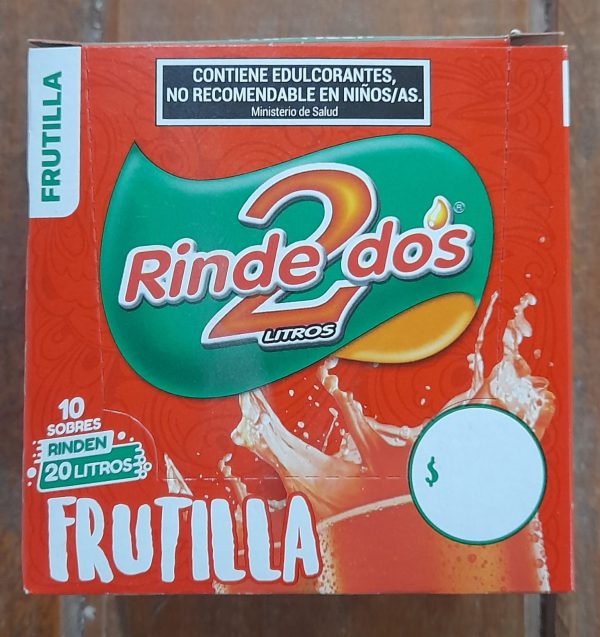 FRUTILLA
CONTIENE EDULCORANTES,
NO RECOMENDABLE EN NIÑOS/AS.
Ministerio de Salud
2
Rinde dos
®
LITROS
10
SOBRES
RINDEN
20 LITROS
$
FRUTILLA